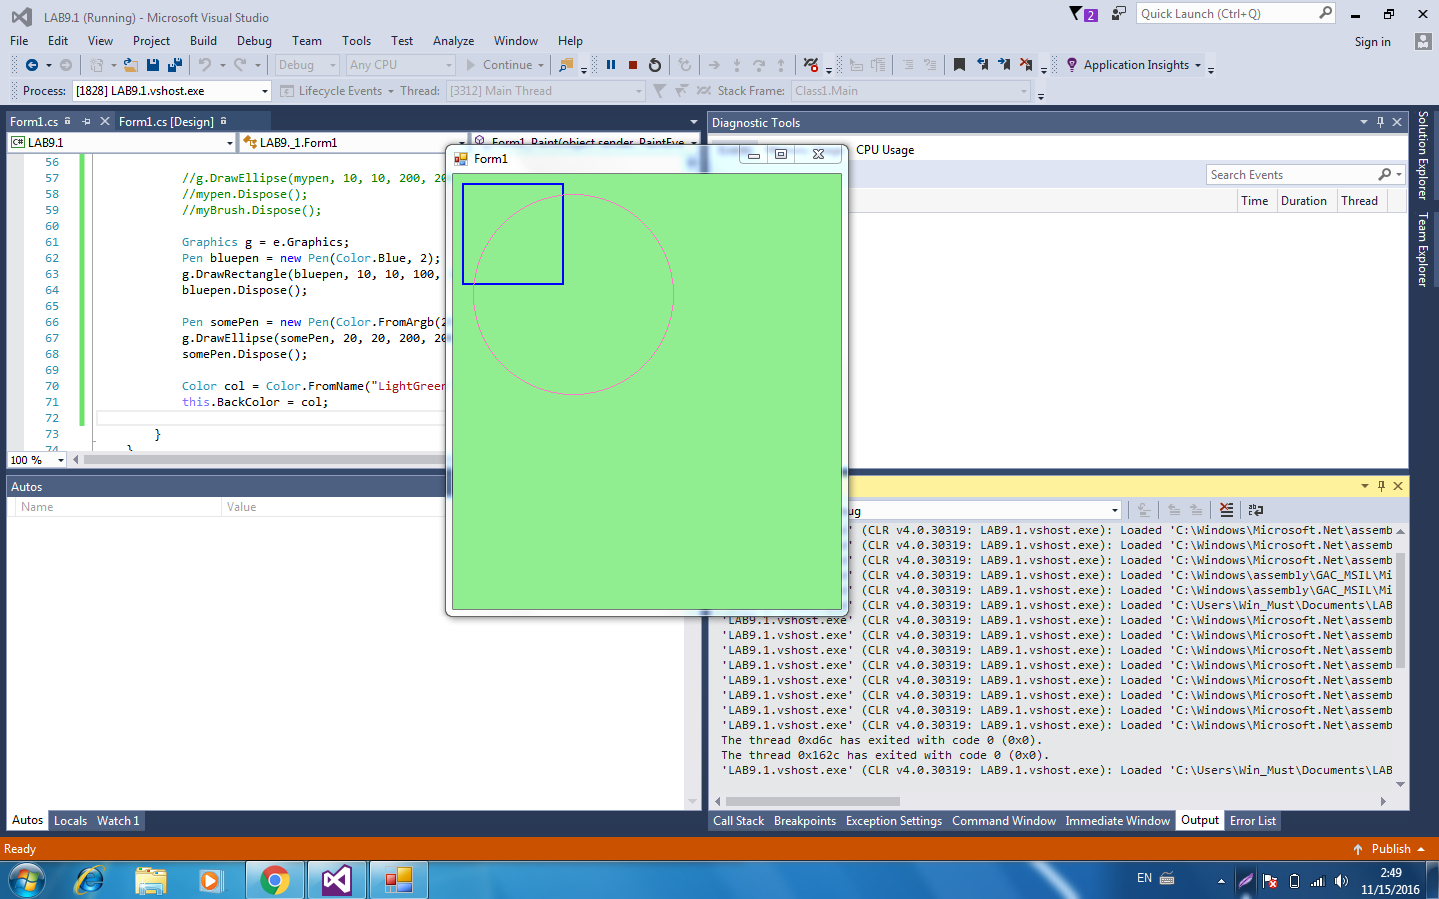 LAB9.1 (Running) - Microsoft Visual Studio
2
Quick Launch (Ctrl+Q)
File Edit View Project Build Debug Team Tools Test Analyze Window Help
Sign in
Debug Any CPU Continue Application Insights
Process: [1828] LAB9.1.vshost.exe Lifecycle Events Thread: [3312] Main Thread Stack Frame: Class1.Main
Form1.cs Form1.cs [Design]
LAB9.1 LAB9._1.Form1 Form1_Paint(object sender, PaintEve
56
57 //g.DrawEllipse(mypen, 10, 10, 200, 20
58 //mypen.Dispose();
59 //myBrush.Dispose();
60
61 Graphics g = e.Graphics;
62 Pen bluepen = new Pen(Color.Blue, 2);
63 g.DrawRectangle(bluepen, 10, 10, 100,
64 bluepen.Dispose();
65
66 Pen somePen = new Pen(Color.FromArgb(2
67 g.DrawEllipse(somePen, 20, 20, 200, 20
68 somePen.Dispose();
69
70 Color col = Color.FromName("LightGreen
71 this.BackColor = col;
72
73 }
74 }
100 %
Form1
Diagnostic Tools
CPU Usage
Search Events
Time Duration Thread
Solution Explorer
Team Explorer
Autos
Name Value
ug
' (CLR v4.0.30319: LAB9.1.vshost.exe): Loaded 'C:\Windows\Microsoft.Net\assemb
' (CLR v4.0.30319: LAB9.1.vshost.exe): Loaded 'C:\Windows\Microsoft.Net\assemb
' (CLR v4.0.30319: LAB9.1.vshost.exe): Loaded 'C:\Windows\Microsoft.Net\assemb
' (CLR v4.0.30319: LAB9.1.vshost.exe): Loaded 'C:\Windows\assembly\GAC_MSIL\Mi
' (CLR v4.0.30319: LAB9.1.vshost.exe): Loaded 'C:\Windows\assembly\GAC_MSIL\Mi
' (CLR v4.0.30319: LAB9.1.vshost.exe): Loaded 'C:\Users\Win_Must\Documents\LAB
'LAB9.1.vshost.exe' (CLR v4.0.30319: LAB9.1.vshost.exe): Loaded 'C:\Windows\Microsoft.Net\assemb
'LAB9.1.vshost.exe' (CLR v4.0.30319: LAB9.1.vshost.exe): Loaded 'C:\Windows\Microsoft.Net\assemb
'LAB9.1.vshost.exe' (CLR v4.0.30319: LAB9.1.vshost.exe): Loaded 'C:\Windows\Microsoft.Net\assemb
'LAB9.1.vshost.exe' (CLR v4.0.30319: LAB9.1.vshost.exe): Loaded 'C:\Windows\Microsoft.Net\assemb
'LAB9.1.vshost.exe' (CLR v4.0.30319: LAB9.1.vshost.exe): Loaded 'C:\Windows\Microsoft.Net\assemb
'LAB9.1.vshost.exe' (CLR v4.0.30319: LAB9.1.vshost.exe): Loaded 'C:\Windows\Microsoft.Net\assemb
'LAB9.1.vshost.exe' (CLR v4.0.30319: LAB9.1.vshost.exe): Loaded 'C:\Windows\Microsoft.Net\assemb
'LAB9.1.vshost.exe' (CLR v4.0.30319: LAB9.1.vshost.exe): Loaded 'C:\Windows\Microsoft.Net\assemb
The thread 0xd6c has exited with code 0 (0x0).
The thread 0x162c has exited with code 0 (0x0).
'LAB9.1.vshost.exe' (CLR v4.0.30319: LAB9.1.vshost.exe): Loaded 'C:\Users\Win_Must\Documents\LAB
Autos Locals Watch 1
Call Stack Breakpoints Exception Settings Command Window Immediate Window Output Error List
Ready
Publish
EN
2:49
11/15/2016